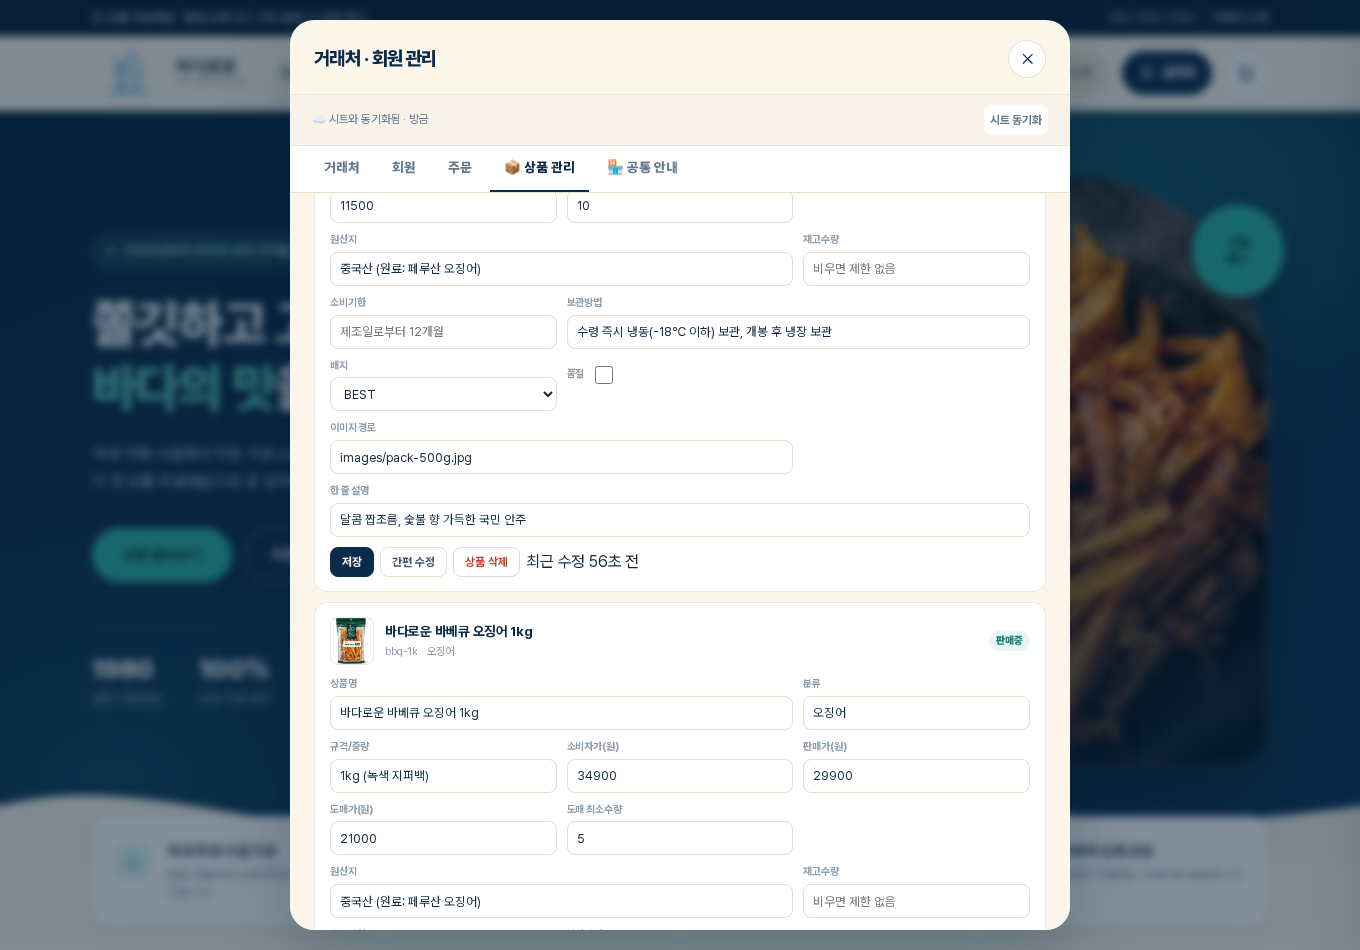 거래처 · 회원 관리
☁️ 시트와 동기화됨 · 방금
시트 동기화
거래처
회원
주문
📦 상품 관리
🏪 공통 안내
11500
10
원산지
재고수량
중국산 (원료: 페루산 오징어)
비우면 제한 없음
소비기한
보관방법
제조일로부터 12개월
수령 즉시 냉동(-18℃ 이하) 보관, 개봉 후 냉장 보관
배지
품절
BEST
이미지경로
images/pack-500g.jpg
한 줄 설명
달콤 짭조름, 숯불 향 가득한 국민 안주
저장
간편 수정
상품 삭제
최근 수정 56초 전
바다로운 바베큐 오징어 1kg
bbq-1k · 오징어
판매중
상품명
분류
바다로운 바베큐 오징어 1kg
오징어
규격/중량
소비자가(원)
판매가(원)
1kg (녹색 지퍼백)
34900
29900
도매가(원)
도매 최소수량
21000
5
원산지
재고수량
중국산 (원료: 페루산 오징어)
비우면 제한 없음
쫄깃하고
바다의 맛
1980
100%